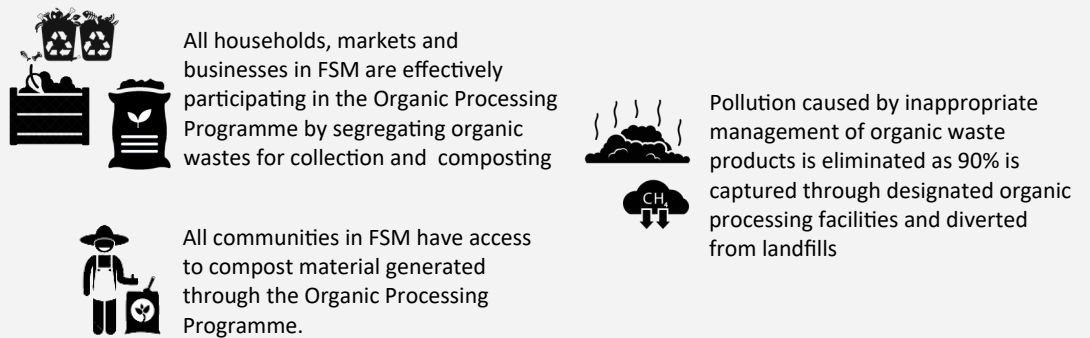 All households, markets and
businesses in FSM are effectively
participating in the Organic Processing
Programme by segregating organic
wastes for collection and composting
All communities in FSM have access
to compost material generated
through the Organic Processing
Programme.
Pollution caused by inappropriate
management of organic waste
products is eliminated as 90% is
captured through designated organic
processing facilities and diverted
from landfills
CH4